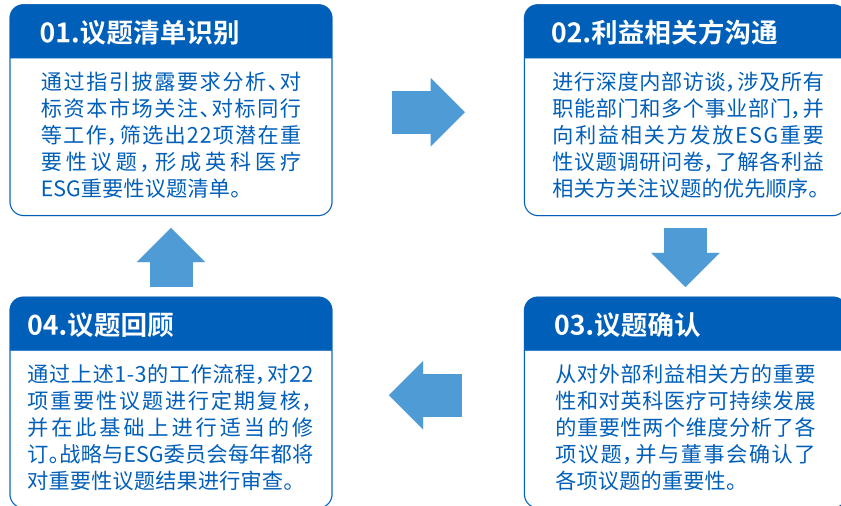 01.议题清单识别
通过指引披露要求分析、对
标资本市场关注、对标同行
等工作,筛选出22项潜在重
要性议题,形成英科医疗
ESG重要性议题清单。
02.利益相关方沟通
进行深度内部访谈,涉及所有
职能部门和多个事业部门,并
向利益相关方发放ESG重要
性议题调研问卷,了解各利益
相关方关注议题的优先顺序。
03.议题确认
从对外部利益相关方的重要
性和对英科医疗可持续发展
的重要性两个维度分析了各
项议题,并与董事会确认了
各项议题的重要性。
04.议题回顾
通过上述1-3的工作流程,对22
项重要性议题进行定期复核,
并在此基础上进行适当的修
订。战略与ESG委员会每年都将
对重要性议题结果进行审查。